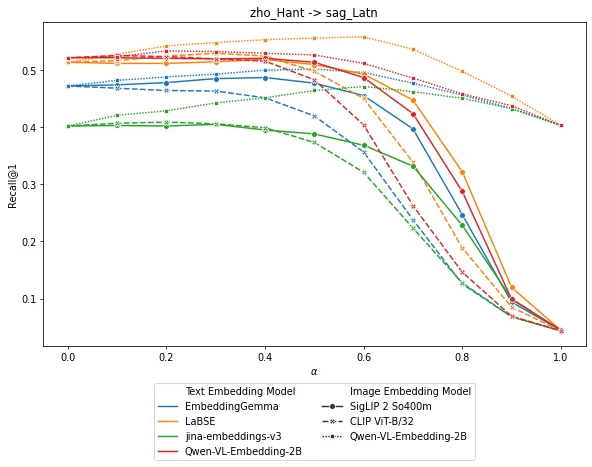 zho_Hant -> sag_Latn
Recall@1
0.5
0.4
0.3
0.2
0.1
0.0 0.2 0.4 0.6 0.8 1.0
α
Text Embedding Model Image Embedding Model
EmbeddingGemma SigLIP 2 So400m
LaBSE CLIP ViT-B/32
jina-embeddings-v3 Qwen-VL-Embedding-2B
Qwen-VL-Embedding-2B